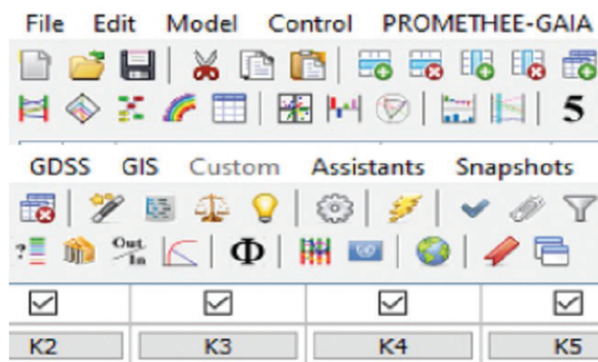 File Edit Model Control PROMETHEE-GAIA
5
GDSS GIS Custom Assistants Snapshots
? Out In Φ
K2 K3 K4 K5